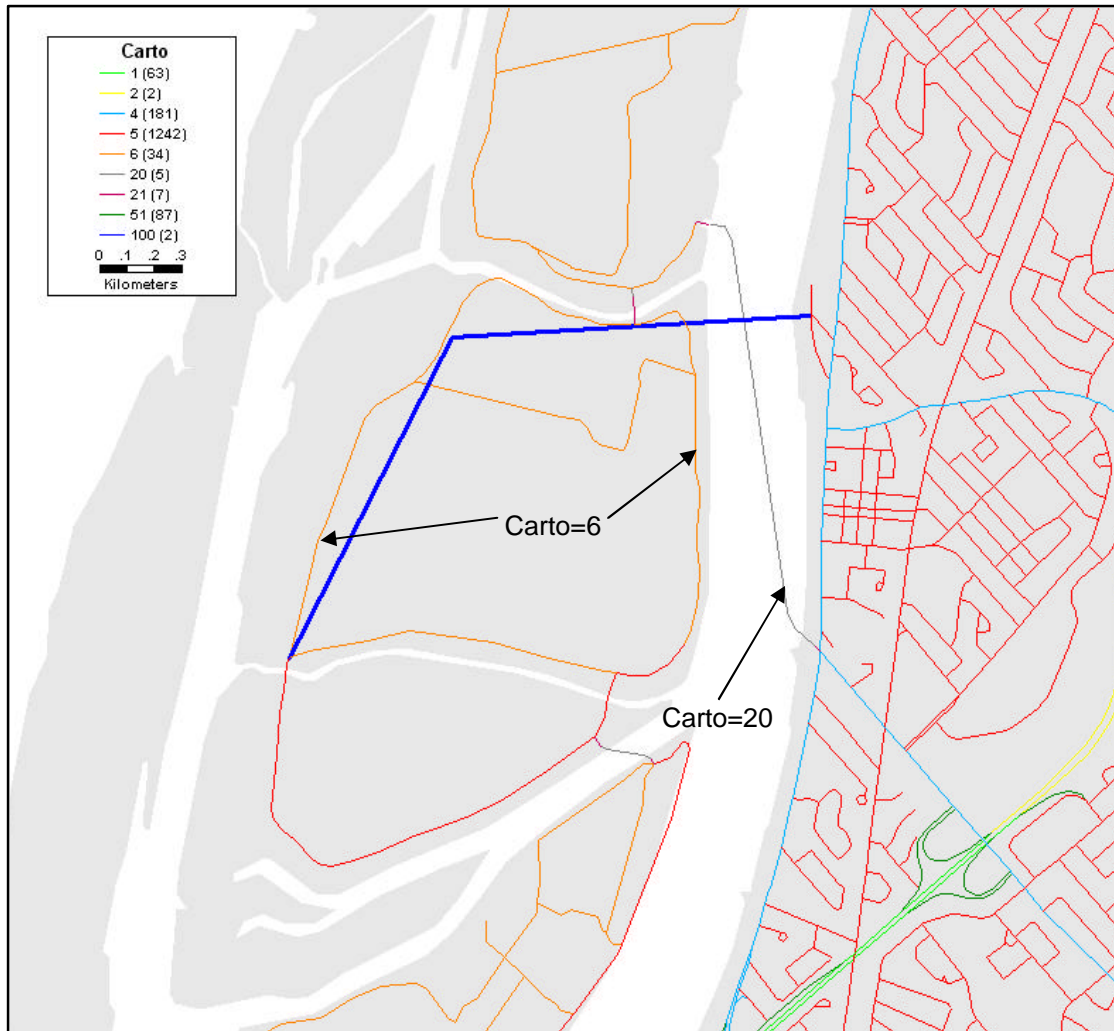 Carto
1 (63)
2 (2)
4 (181)
5 (1242)
6 (34)
20 (5)
21 (7)
51 (87)
100 (2)
0 .1 .2 .3
Kilometers
Carto=6
Carto=20